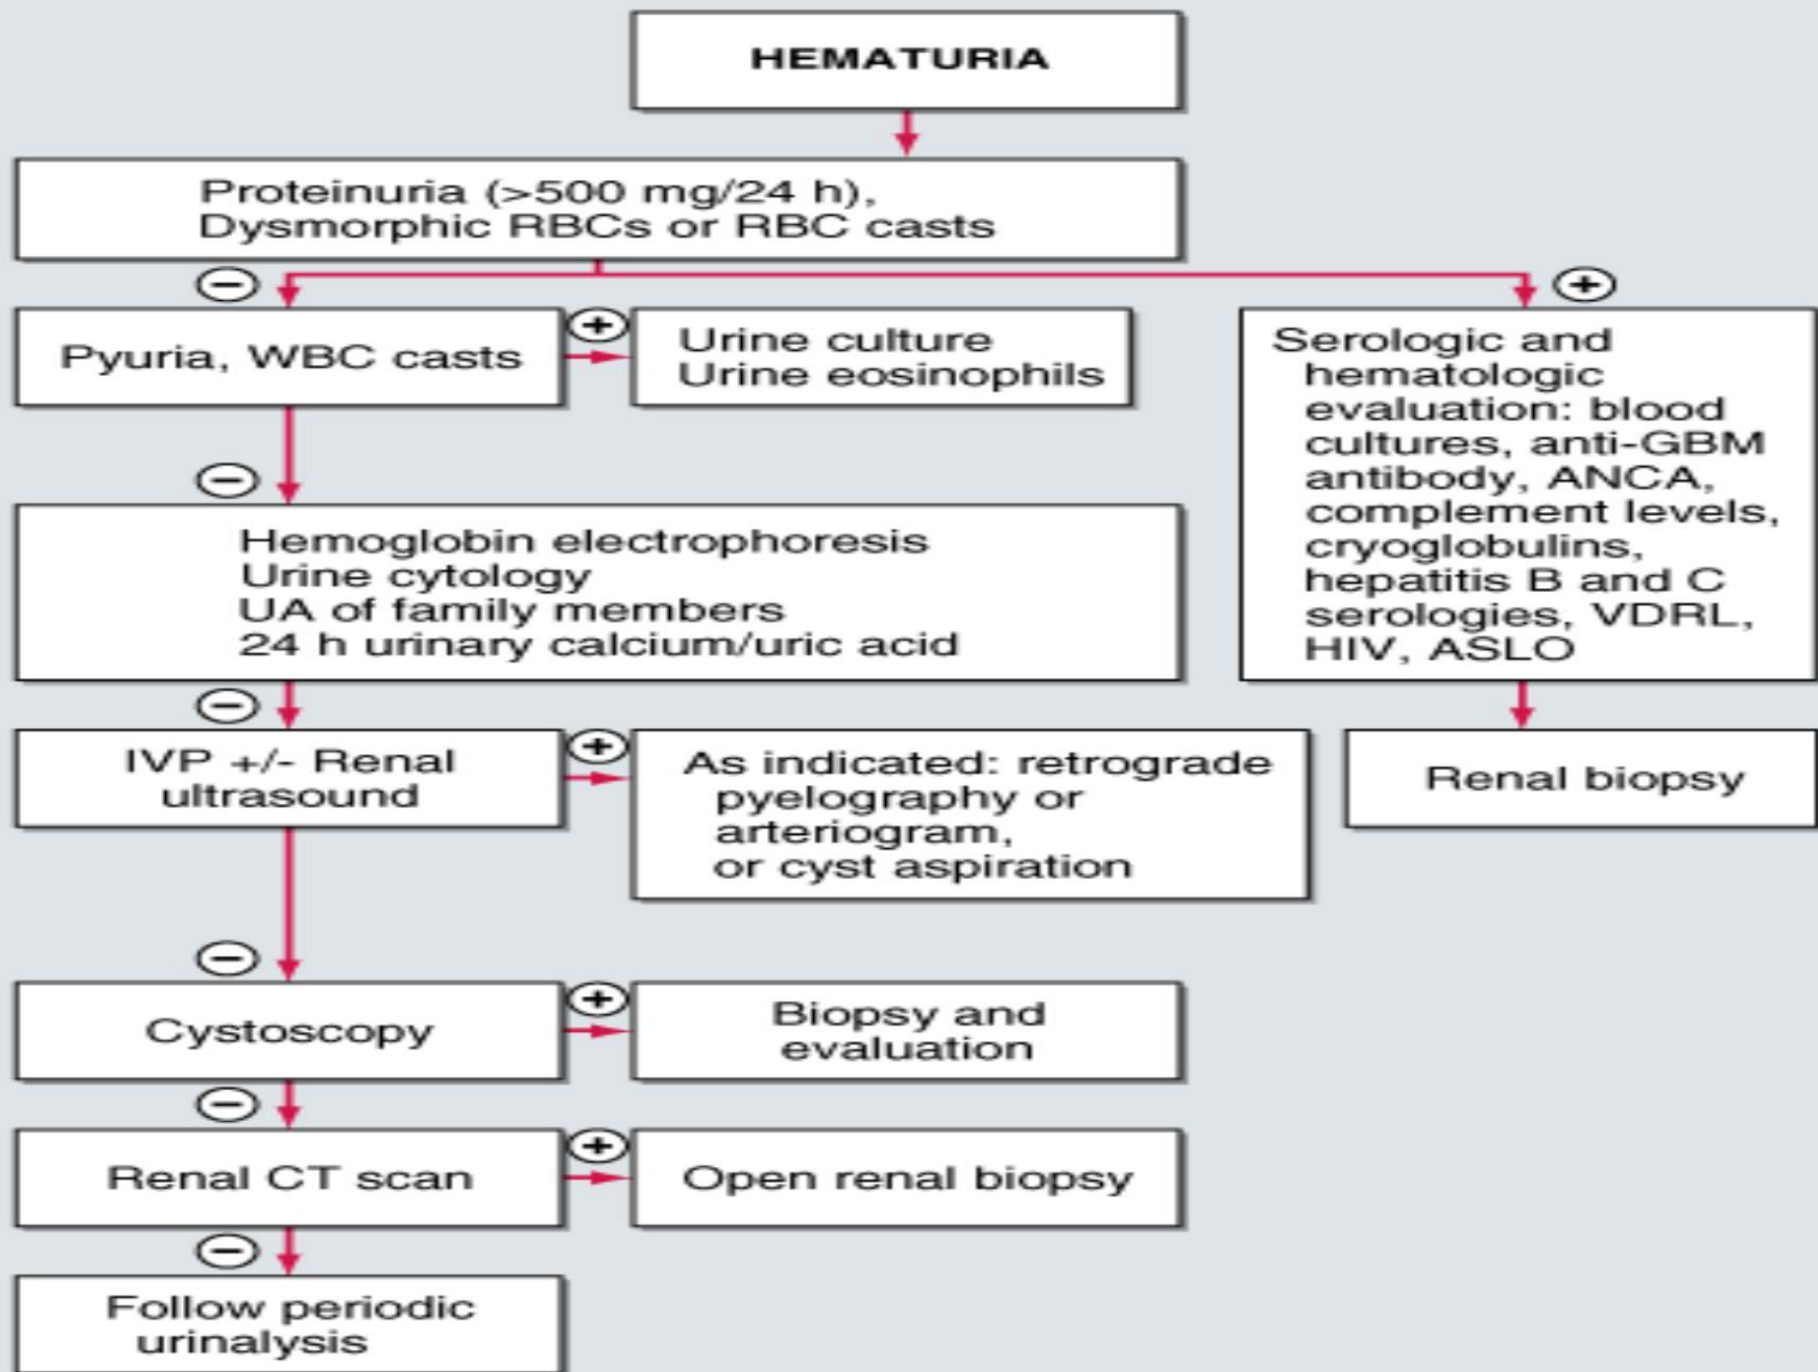 HEMATURIA
Proteinuria (>500 mg/24 h),
Dysmorphic RBCs or RBC casts
−
+
Pyuria, WBC casts
+
Urine culture
Urine eosinophils
Serologic and
hematologic
evaluation: blood
cultures, anti-GBM
antibody, ANCA,
complement levels,
cryoglobulins,
hepatitis B and C
serologies, VDRL,
HIV, ASLO
−
Hemoglobin electrophoresis
Urine cytology
UA of family members
24 h urinary calcium/uric acid
−
IVP +/- Renal
ultrasound
+
As indicated: retrograde
pyelography or
arteriogram,
or cyst aspiration
Renal biopsy
−
Cystoscopy
+
Biopsy and
evaluation
−
Renal CT scan
+
Open renal biopsy
−
Follow periodic
urinalysis